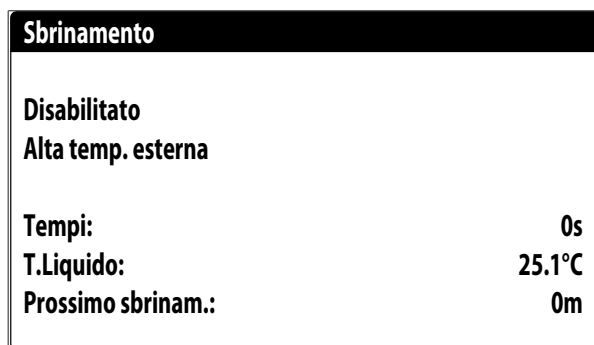 Sbrinamento
Disabilitato
Alta temp. esterna
Tempi: 0s
T.Liquido: 25.1°C
Prossimo sbrinam.: 0m